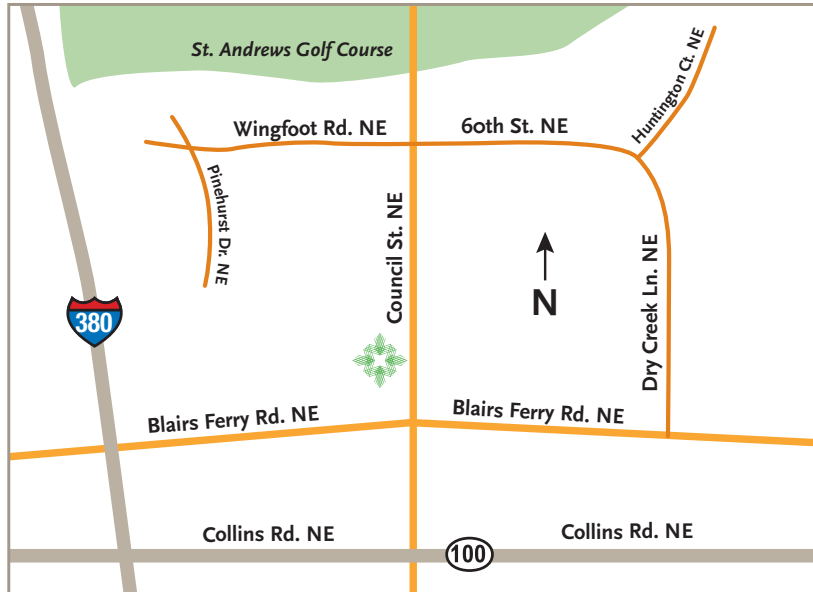 St. Andrews Golf Course
Huntington Ct. NE
Wingfoot Rd. NE
60th St. NE
Pinehurst Dr. NE
Council St. NE
N
Dry Creek Ln. NE
380
Blairs Ferry Rd. NE
Blairs Ferry Rd. NE
Collins Rd. NE
Collins Rd. NE
100